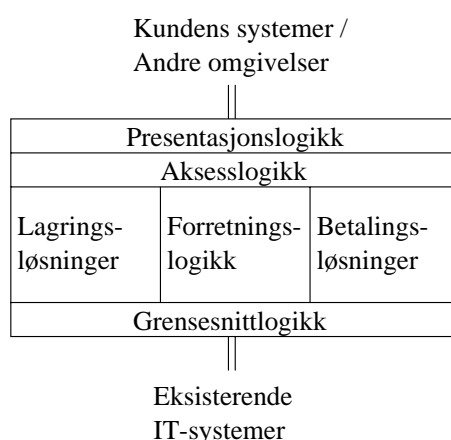 Kundens systemer /
Andre omgivelser
Presentasjonslogikk
Aksesslogikk
Lagrings-
løsninger
Forretnings-
logikk
Betalings-
løsninger
Grensesnittlogikk
Eksisterende
IT-systemer